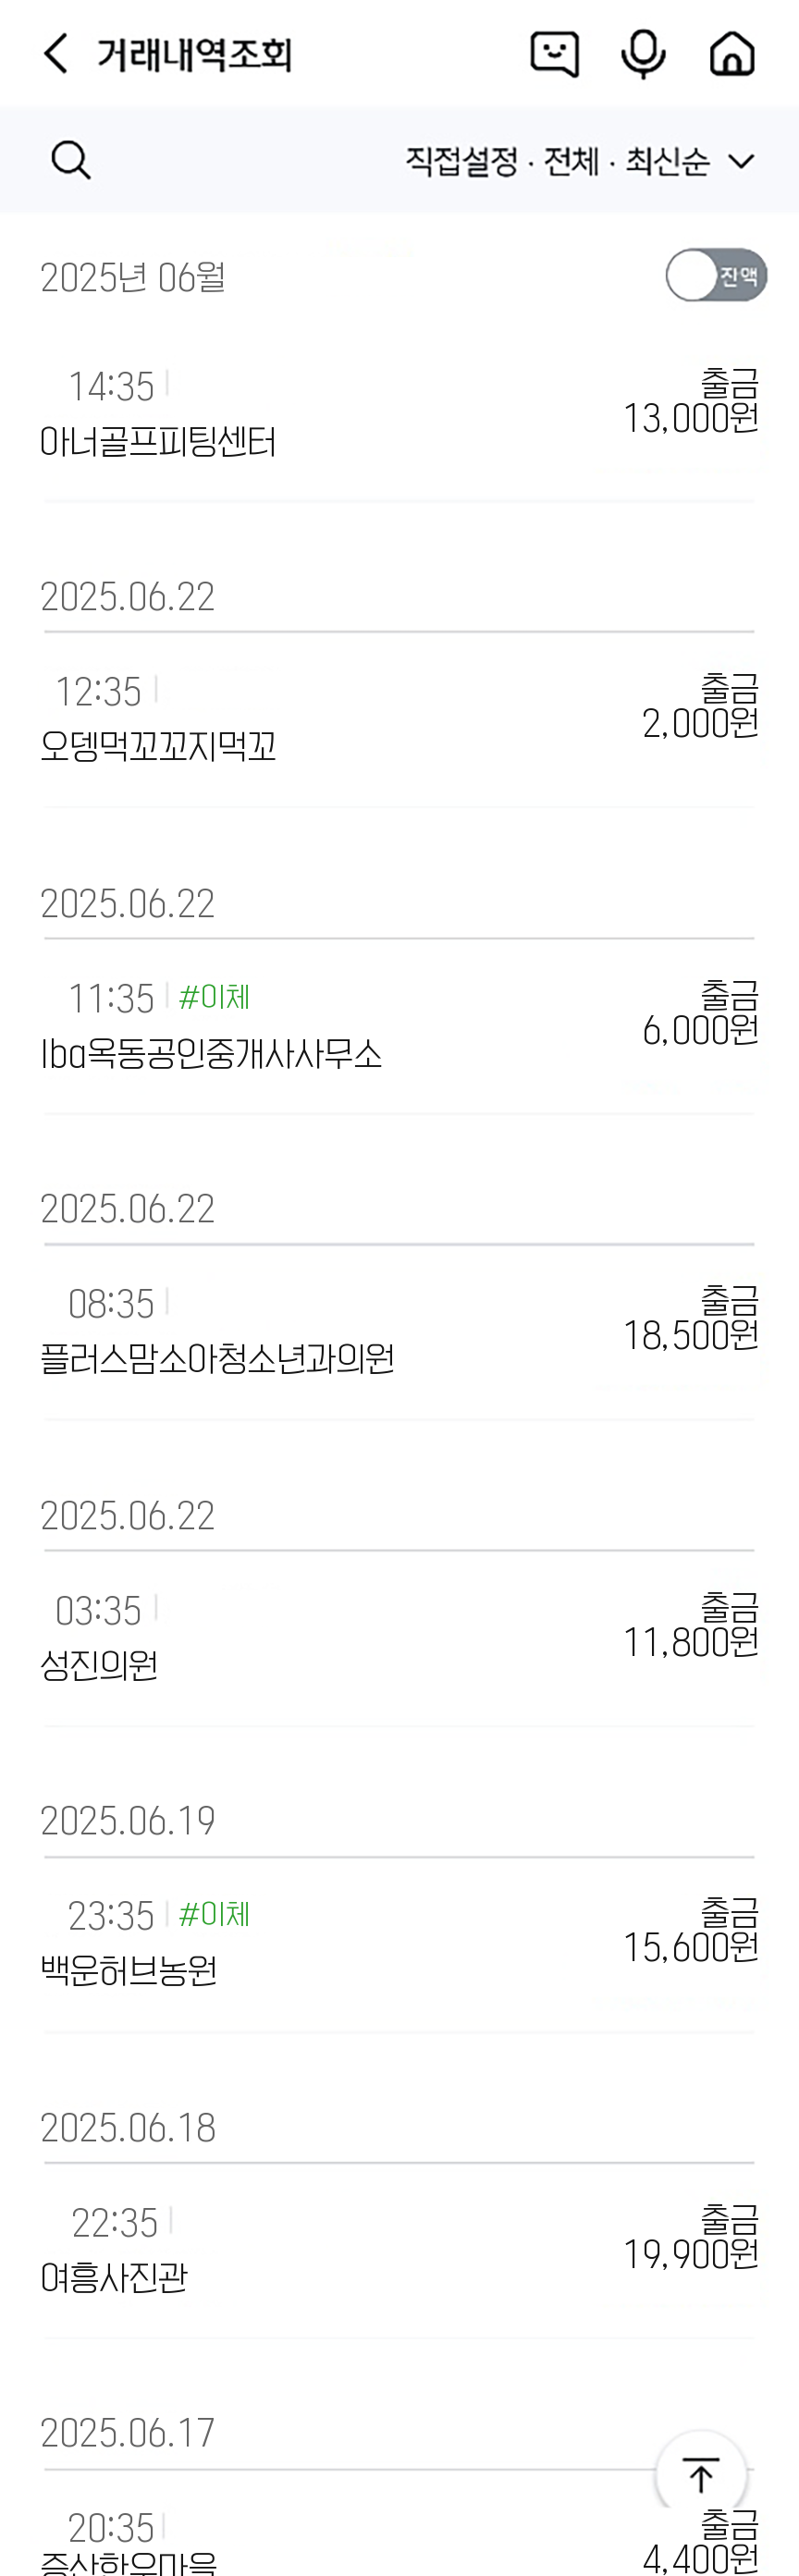 거래내역조회
직접설정 · 전체 · 최신순
2025년 06월
잔액
14:35
출금
아너골프피팅센터
13,000원
2025.06.22
12:35
출금
오뎅먹꼬꼬지먹꼬
2,000원
2025.06.22
11:35 #이체
출금
lba옥동공인중개사사무소
6,000원
2025.06.22
08:35
출금
플러스맘소아청소년과의원
18,500원
2025.06.22
03:35
출금
성진의원
11,800원
2025.06.19
23:35 #이체
출금
백운허브농원
15,600원
2025.06.18
22:35
출금
여흥사진관
19,900원
2025.06.17
20:35
출금
증산한우마을
4,400원